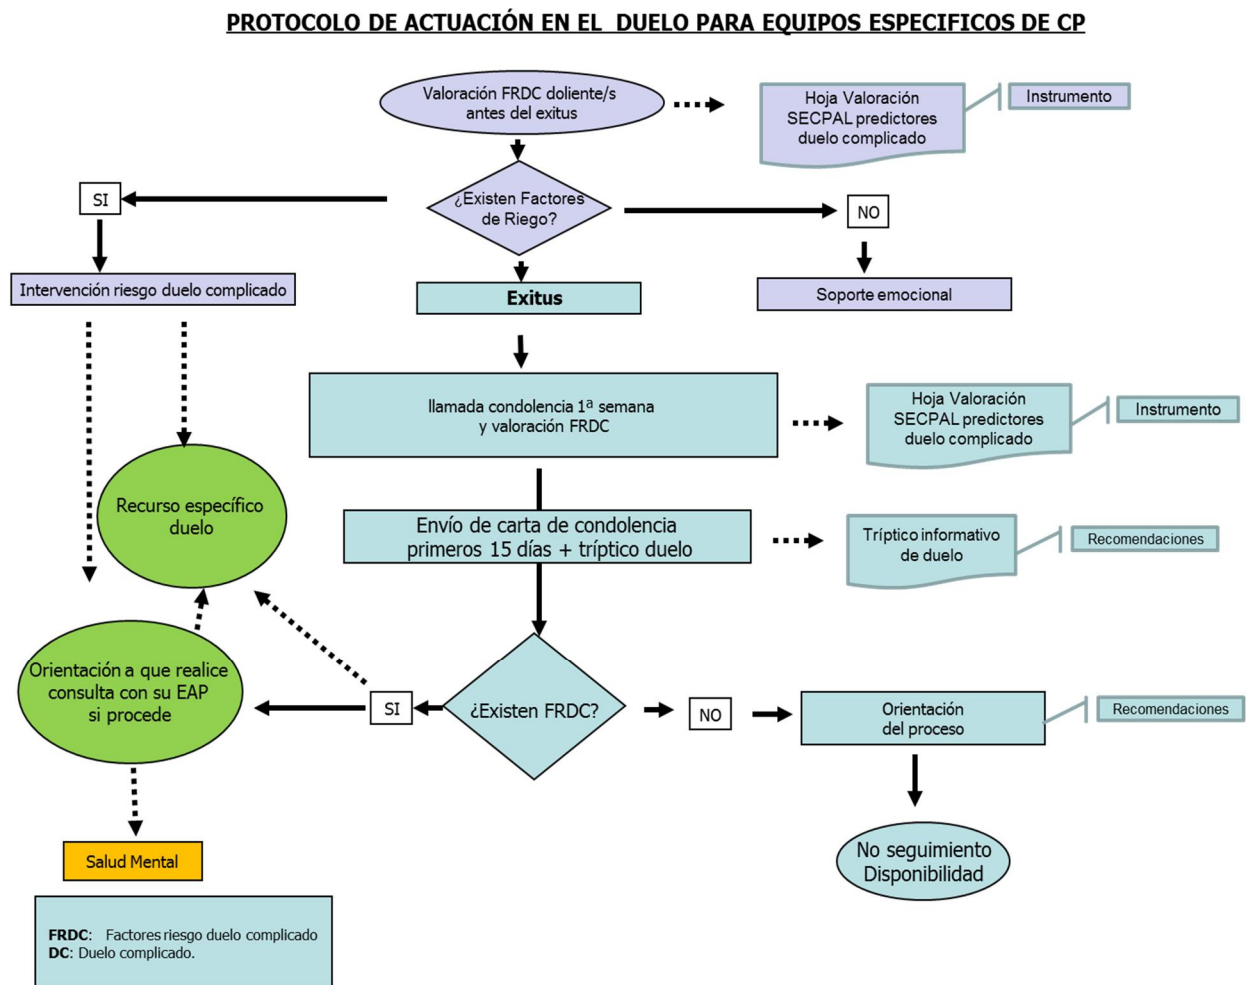 PROTOCOLO DE ACTUACIÓN EN EL DUELO PARA EQUIPOS ESPECIFICOS DE CP
Valoración FRDC doliente/s
antes del exitus
Hoja Valoración
SECPAL predictores
duelo complicado
Instrumento
¿Existen Factores
de Riego?
SI
NO
Intervención riesgo duelo complicado
Exitus
Soporte emocional
llamada condolencia 1ª semana
y valoración FRDC
Hoja Valoración
SECPAL predictores
duelo complicado
Instrumento
Recurso específico
duelo
Envío de carta de condolencia
primeros 15 días + tríptico duelo
Tríptico informativo
de duelo
Recomendaciones
Orientación a que realice
consulta con su EAP
si procede
SI
¿Existen FRDC?
NO
Orientación
del proceso
Recomendaciones
Salud Mental
No seguimiento
Disponibilidad
FRDC: Factores riesgo duelo complicado
DC: Duelo complicado.